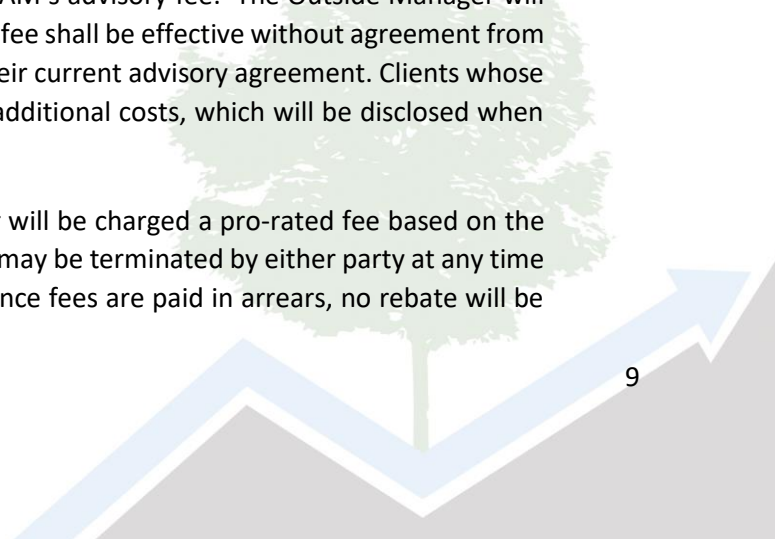 AM's advisory fee. The Outside Manager will
fee shall be effective without agreement from
eir current advisory agreement. Clients whose
additional costs, which will be disclosed when
will be charged a pro-rated fee based on the
may be terminated by either party at any time
nce fees are paid in arrears, no rebate will be
9